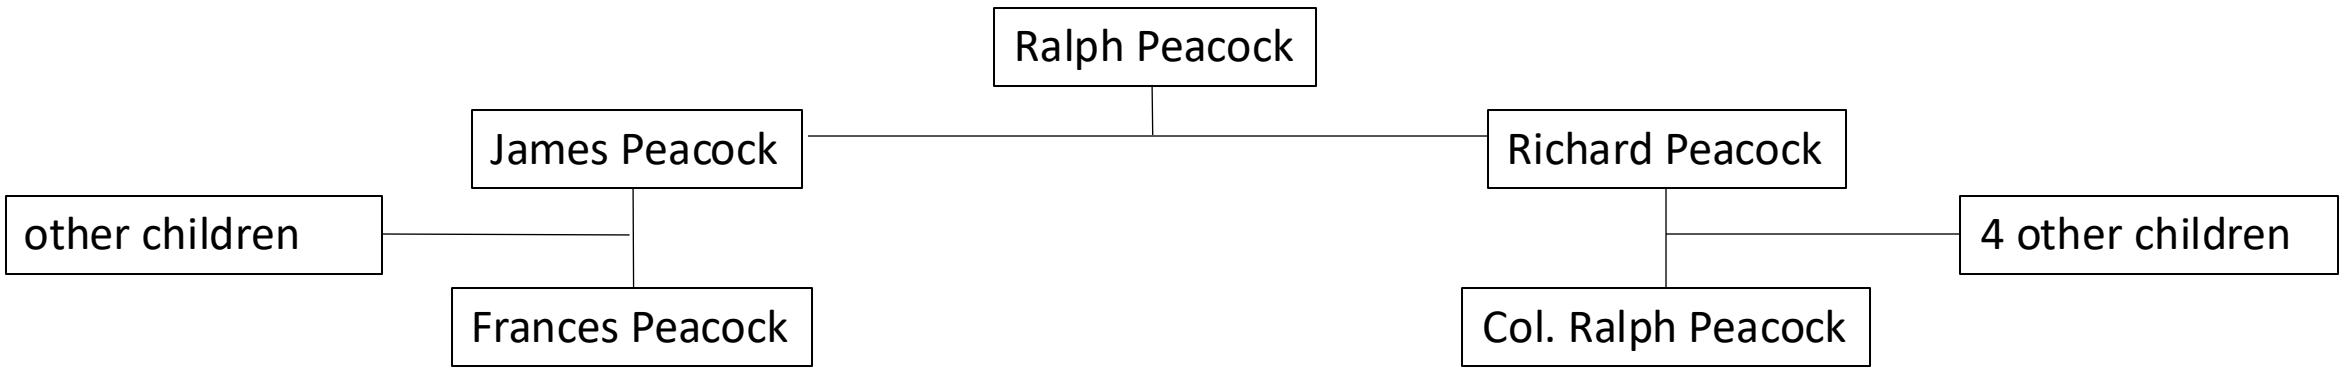 Ralph Peacock
James Peacock
Richard Peacock
other children
4 other children
Frances Peacock
Col. Ralph Peacock